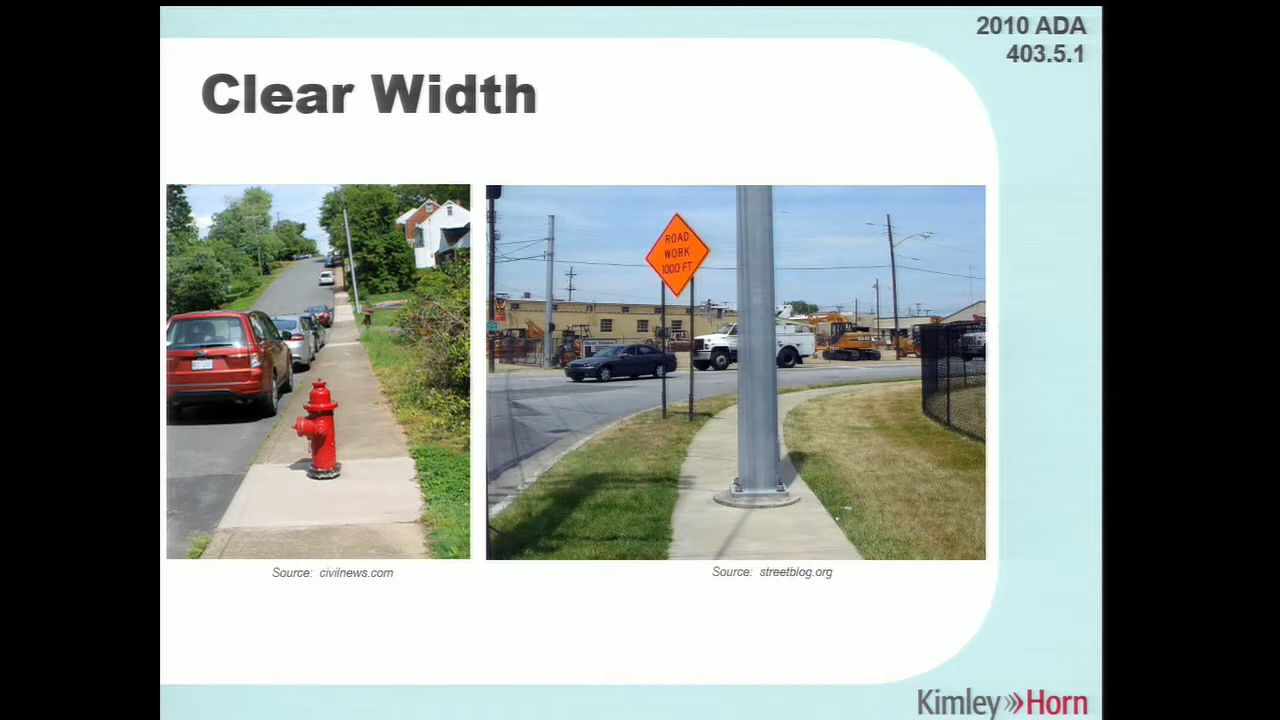 2010 ADA
403.5.1
Clear Width
ROAD
WORK
1000 FT
Source: civilnews.com
Source: streetblog.org
Kimley»Horn